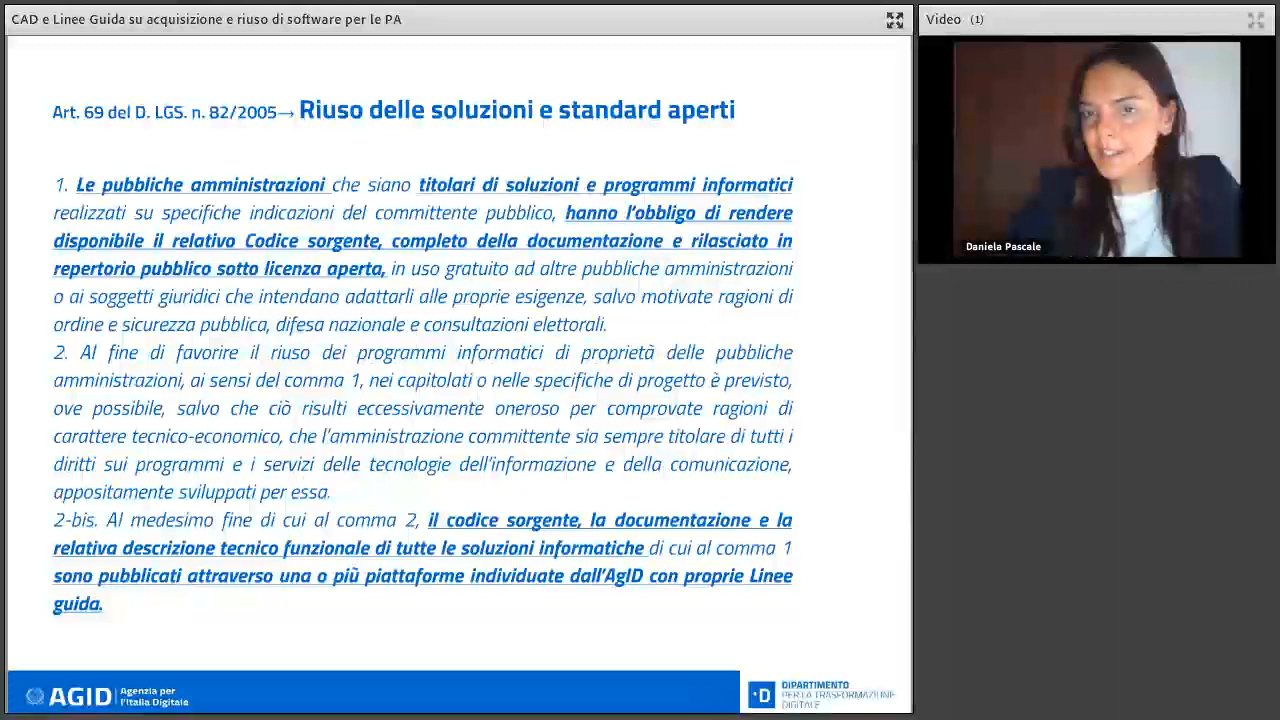 CAD e Linee Guida su acquisizione e riuso di software per le PA
Video (1)
Art. 69 del D. LGS. n. 82/2005→ Riuso delle soluzioni e standard aperti
1. Le pubbliche amministrazioni che siano titolari di soluzioni e programmi informatici
realizzati su specifiche indicazioni del committente pubblico, hanno l'obbligo di rendere
disponibile il relativo Codice sorgente, completo della documentazione e rilasciato in
repertorio pubblico sotto licenza aperta, in uso gratuito ad altre pubbliche amministrazioni
o ai soggetti giuridici che intendano adattarli alle proprie esigenze, salvo motivate ragioni di
ordine e sicurezza pubblica, difesa nazionale e consultazioni elettorali.
2. Al fine di favorire il riuso dei programmi informatici di proprietà delle pubbliche
amministrazioni, ai sensi del comma 1, nei capitolati o nelle specifiche di progetto è previsto,
ove possibile, salvo che ciò risulti eccessivamente oneroso per comprovate ragioni di
carattere tecnico-economico, che l'amministrazione committente sia sempre titolare di tutti i
diritti sui programmi e i servizi delle tecnologie dell'informazione e della comunicazione,
appositamente sviluppati per essa.
2-bis. Al medesimo fine di cui al comma 2, il codice sorgente, la documentazione e la
relativa descrizione tecnico funzionale di tutte le soluzioni informatiche di cui al comma 1
sono pubblicati attraverso una o più piattaforme individuate dall'AgID con proprie Linee
guida.
Daniela Pascale
AGID Agenzia per
l'Italia Digitale
D DIPARTIMENTO
PER LA TRASFORMAZIONE
DIGITALE